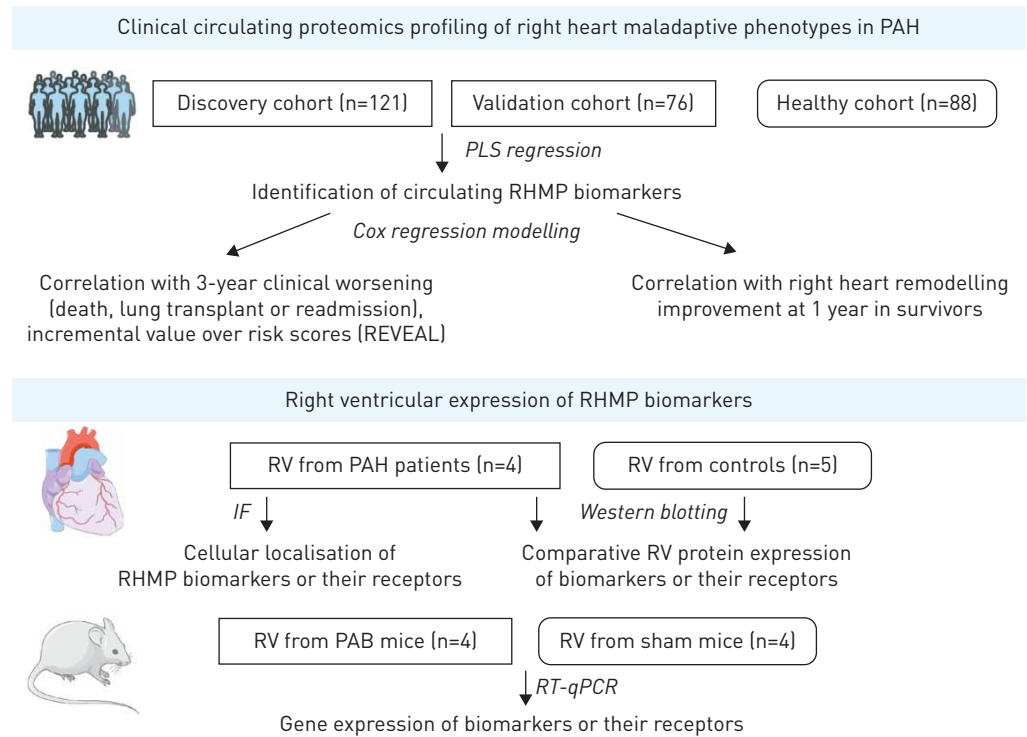 Clinical circulating proteomics profiling of right heart maladaptive phenotypes in PAH
Discovery cohort (n=121)
Validation cohort (n=76)
Healthy cohort (n=88)
PLS regression
Identification of circulating RHMP biomarkers
Cox regression modelling
Correlation with 3-year clinical worsening
(death, lung transplant or readmission),
incremental value over risk scores (REVEAL)
Correlation with right heart remodelling
improvement at 1 year in survivors
Right ventricular expression of RHMP biomarkers
RV from PAH patients (n=4)
RV from controls (n=5)
IF
Western blotting
Cellular localisation of
RHMP biomarkers or their receptors
Comparative RV protein expression
of biomarkers or their receptors
RV from PAB mice (n=4)
RV from sham mice (n=4)
RT-qPCR
Gene expression of biomarkers or their receptors